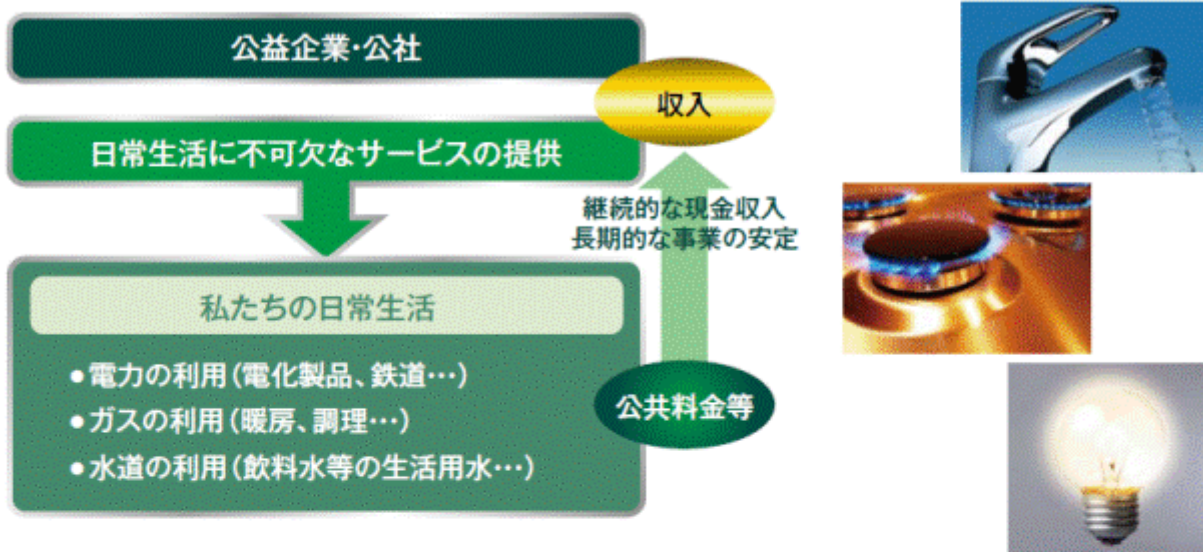 公益企業・公社
収入
日常生活に不可欠なサービスの提供
継続的な現金収入
長期的な事業の安定
私たちの日常生活
●電力の利用(電化製品、鉄道…)
●ガスの利用(暖房、調理…)
●水道の利用(飲料水等の生活用水…)
公共料金等